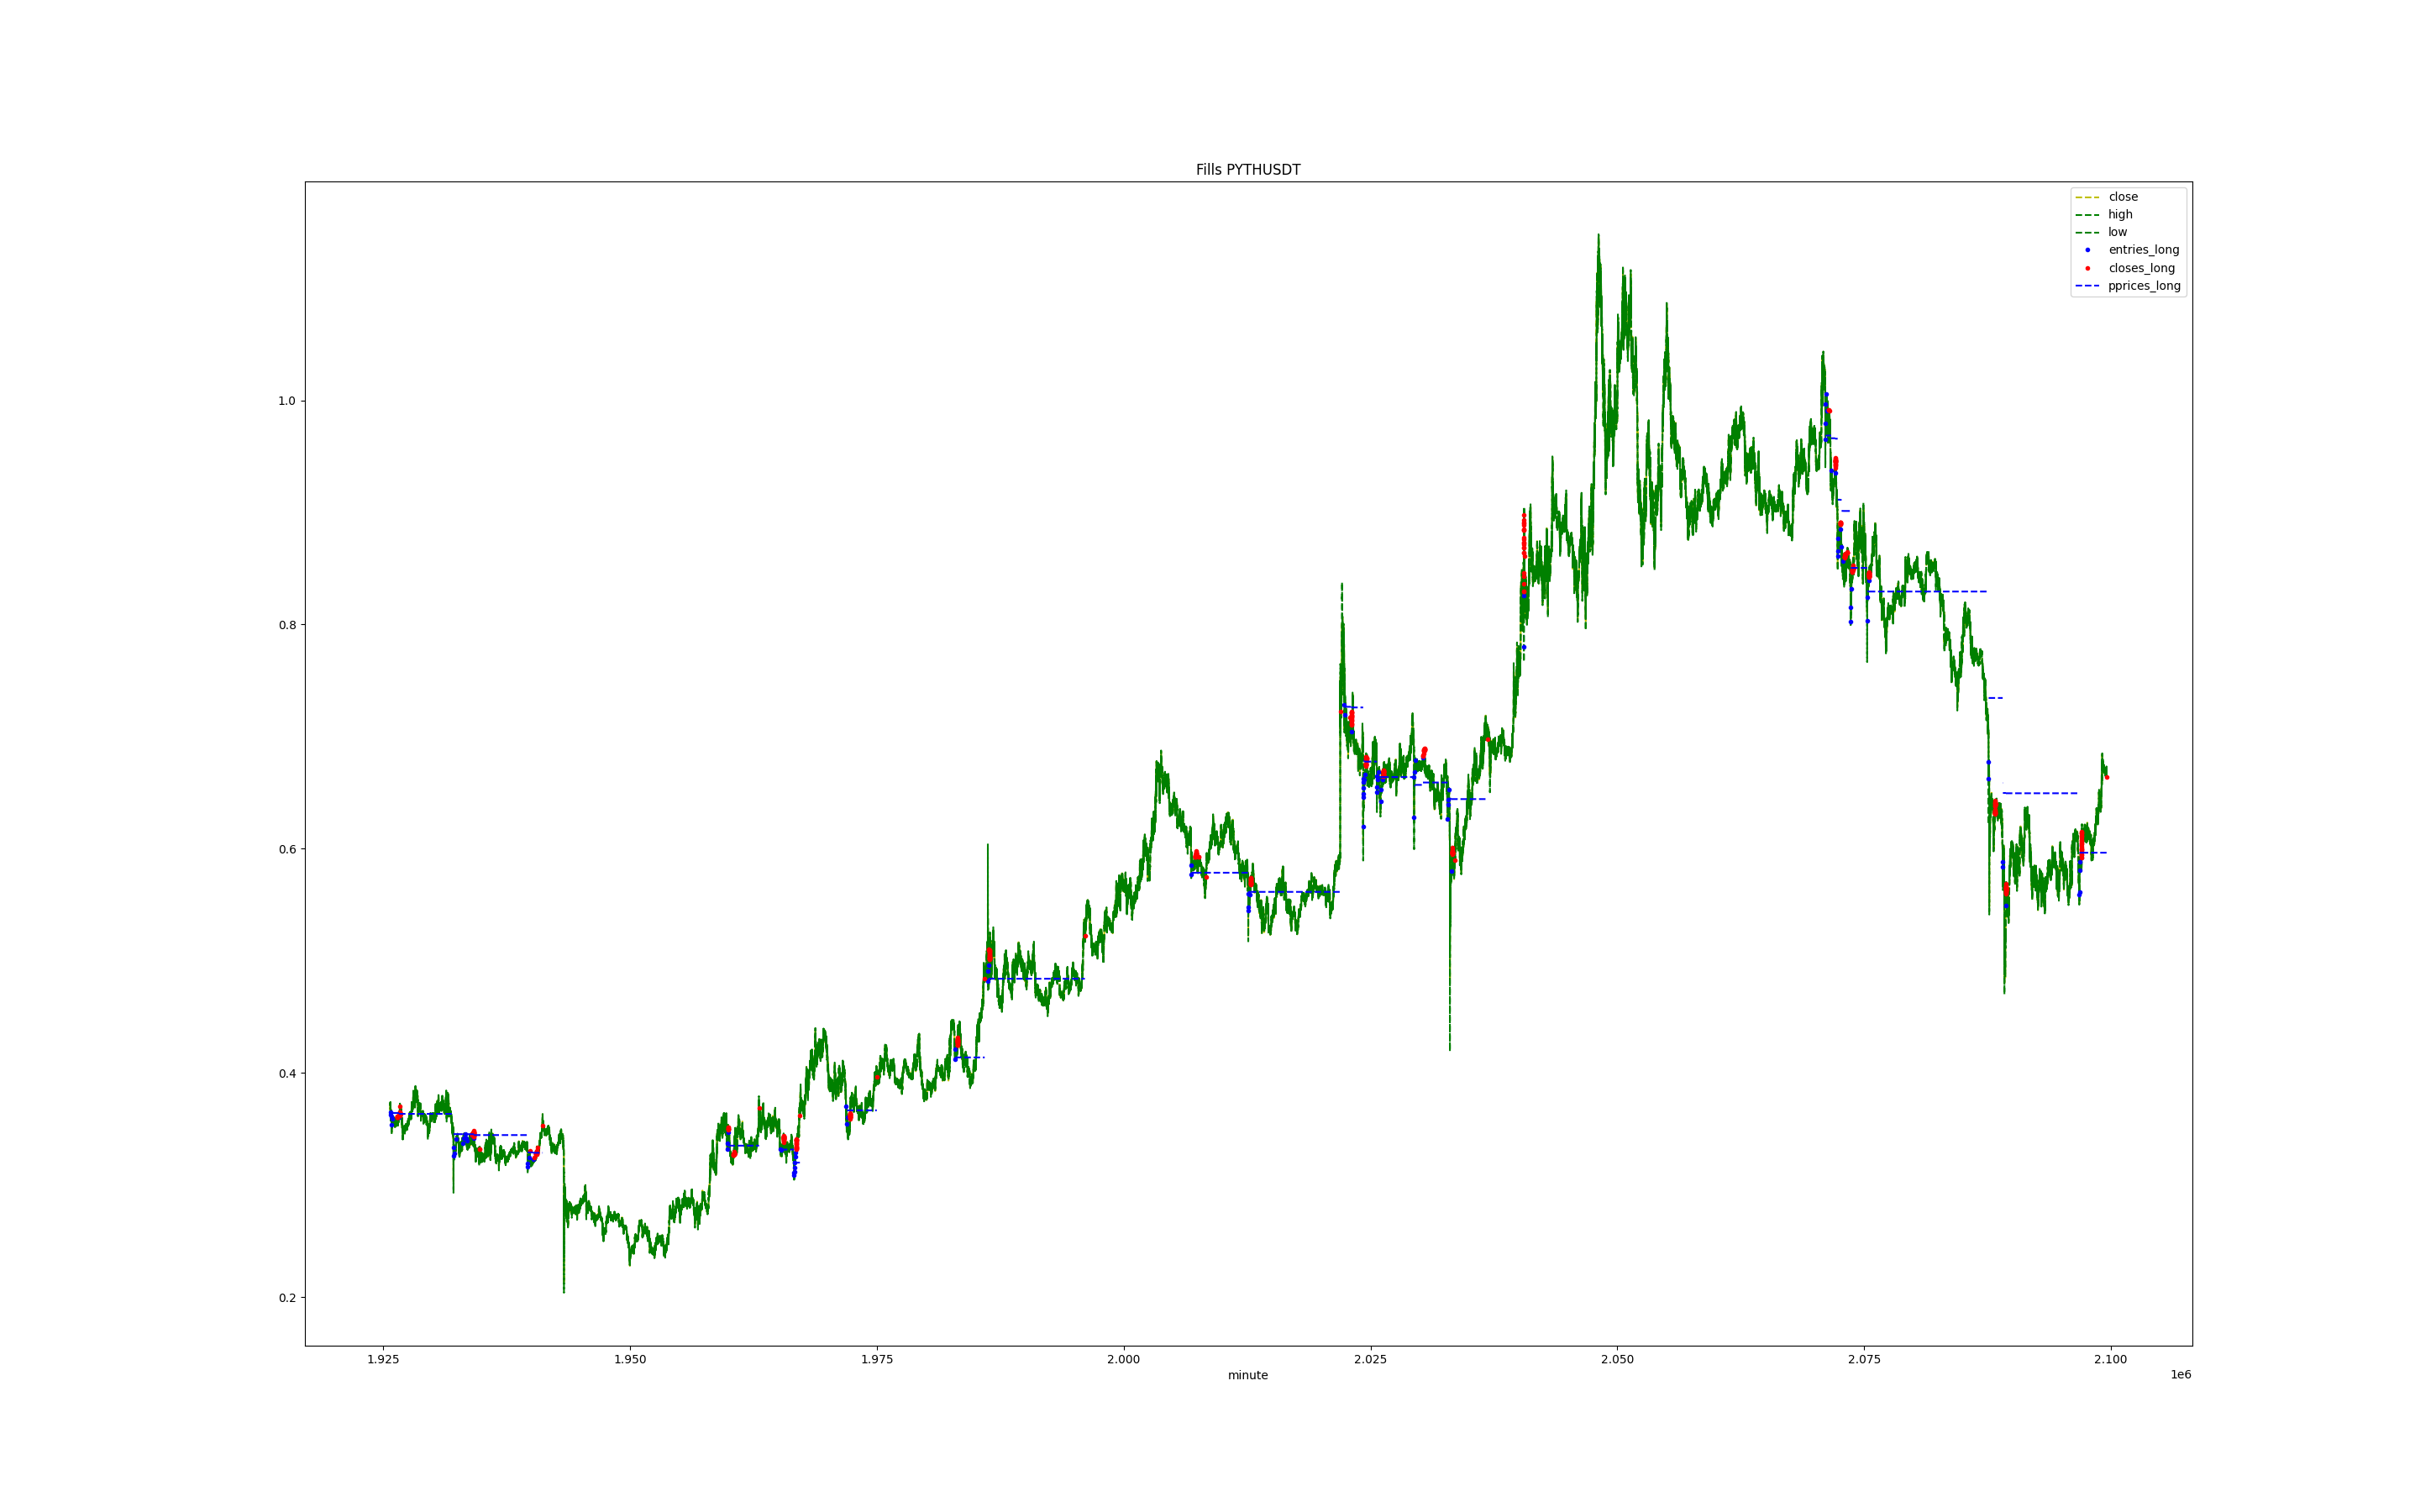 Fills PYTHUSDT
close
high
low
entries_long
closes_long
pprices_long
1.0
0.8
0.6
0.4
0.2
1.925 1.950 1.975 2.000 2.025 2.050 2.075 2.100
minute
1e6